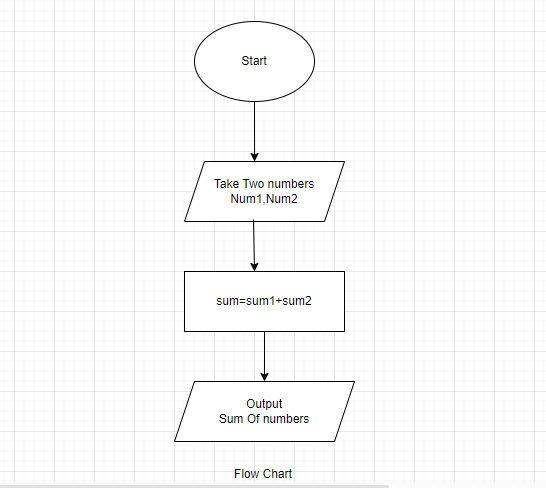 Start
Take Two numbers
Num1,Num2
sum=sum1+sum2
Output
Sum Of numbers
Flow Chart